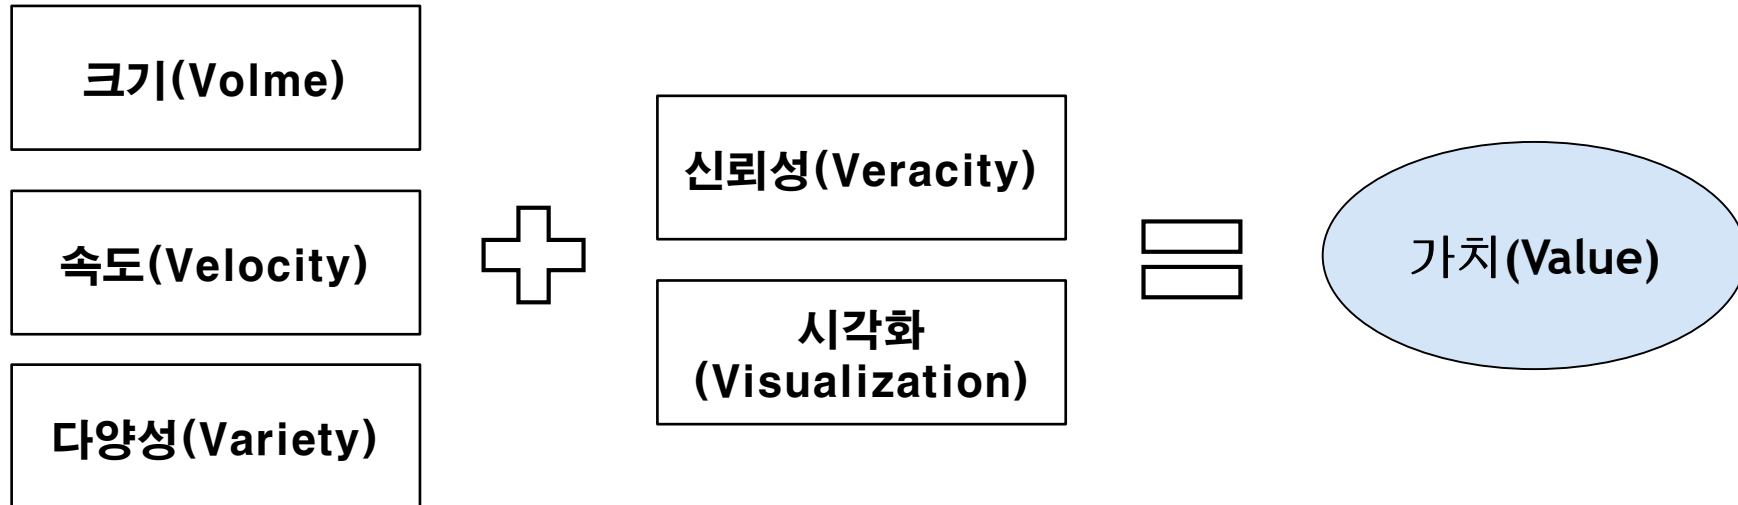 크기(Volme)
속도(Velocity)
다양성(Variety)
신뢰성(Veracity)
시각화
(Visualization)
가치(Value)